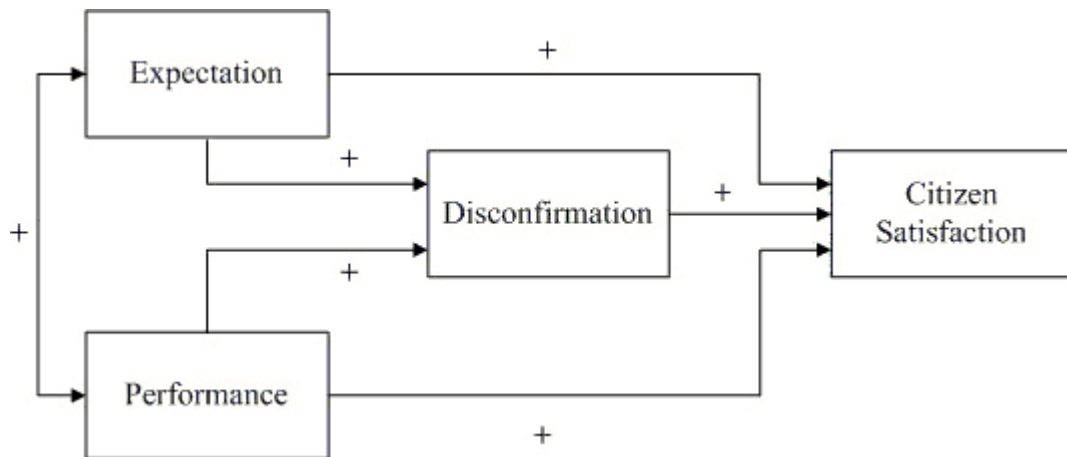 Expectation
+
+
Disconfirmation
+
Citizen
Satisfaction
+
+
Performance
+